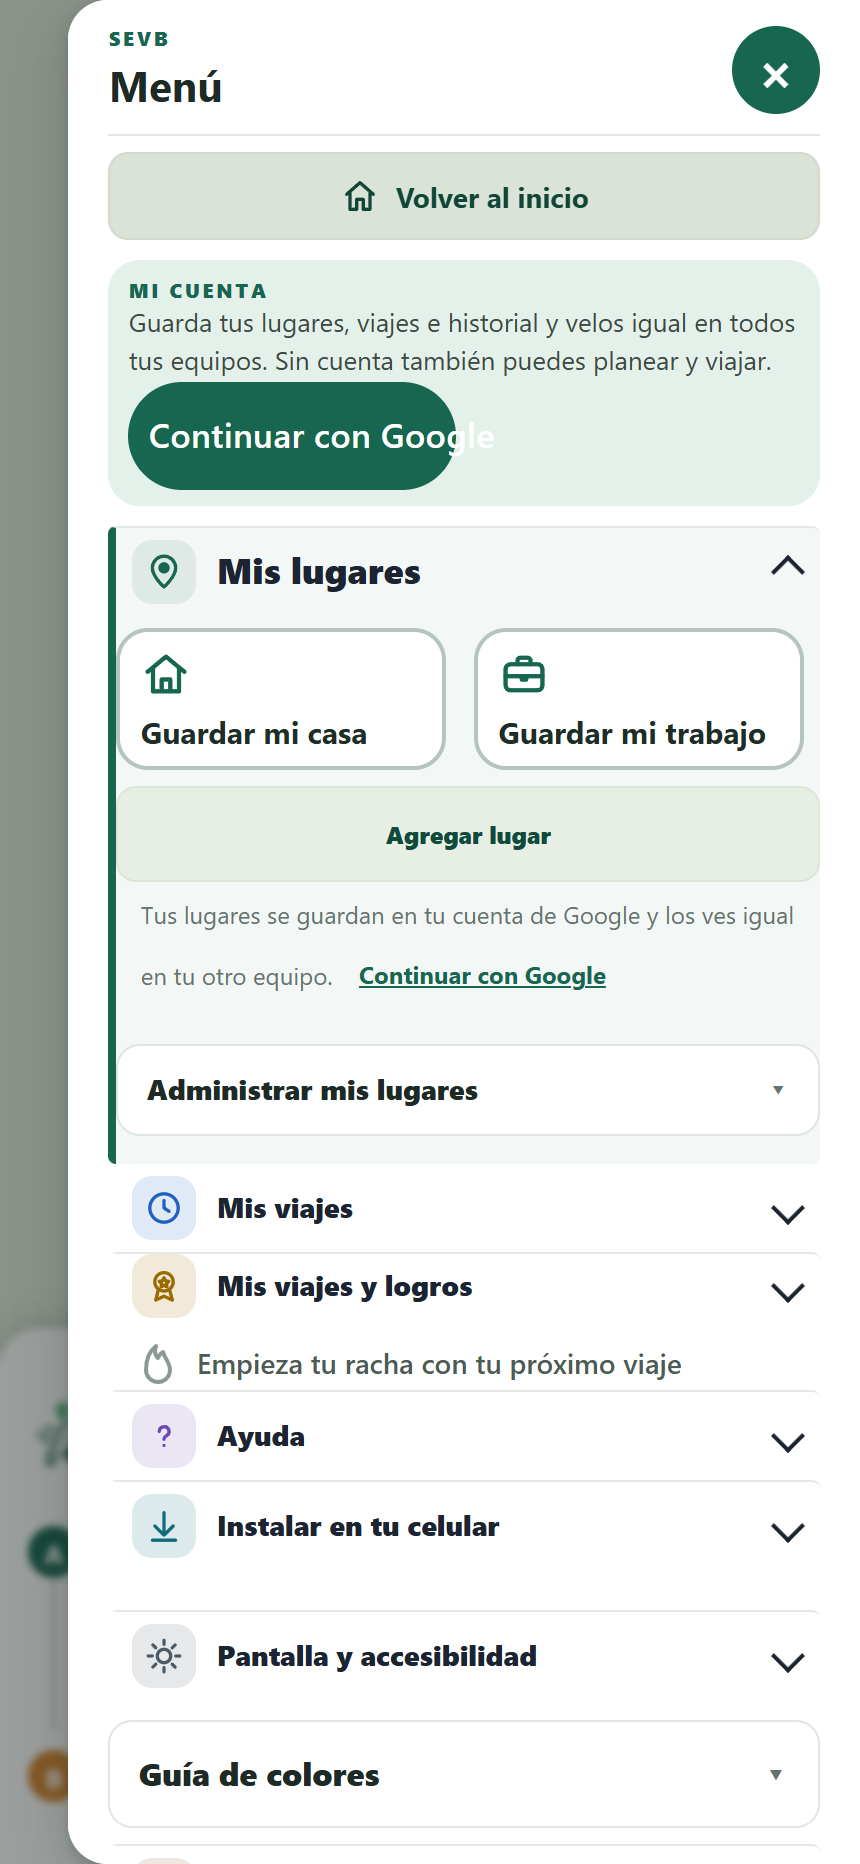 SEVB
Menú
Volver al inicio
MI CUENTA
Guarda tus lugares, viajes e historial y velos igual en todos
tus equipos. Sin cuenta también puedes planear y viajar.
Continuar con Google
Mis lugares
Guardar mi casa
Guardar mi trabajo
Agregar lugar
Tus lugares se guardan en tu cuenta de Google y los ves igual
en tu otro equipo. Continuar con Google
Administrar mis lugares
Mis viajes
Mis viajes y logros
Empieza tu racha con tu próximo viaje
Ayuda
Instalar en tu celular
Pantalla y accesibilidad
Guía de colores
A
B